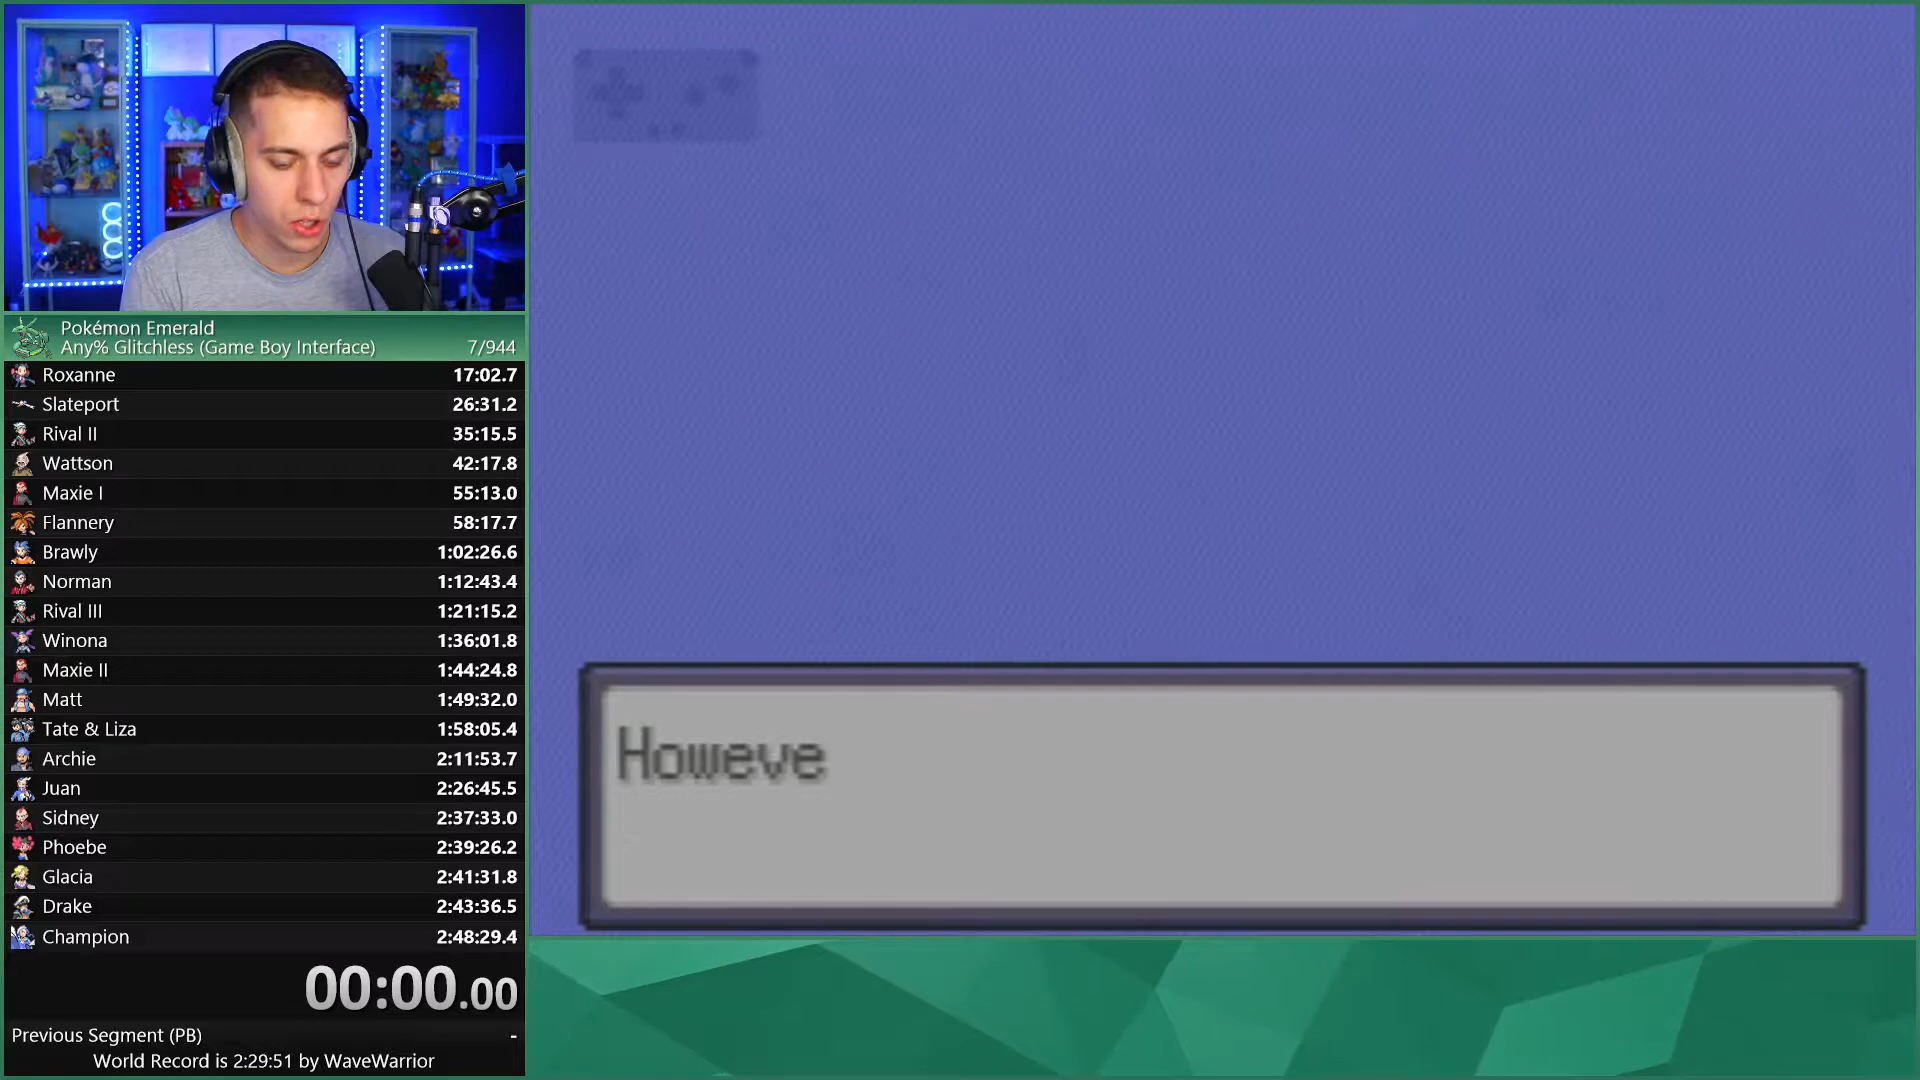 Pokémon Emerald
Any% Glitchless (Game Boy Interface) 7/944
Roxanne 17:02.7
Slateport 26:31.2
Rival II 35:15.5
Wattson 42:17.8
Maxie I 55:13.0
Flannery 58:17.7
Brawly 1:02:26.6
Norman 1:12:43.4
Rival III 1:21:15.2
Winona 1:36:01.8
Maxie II 1:44:24.8
Matt 1:49:32.0
Tate & Liza 1:58:05.4
Archie 2:11:53.7
Juan 2:26:45.5
Sidney 2:37:33.0
Phoebe 2:39:26.2
Glacia 2:41:31.8
Drake 2:43:36.5
Champion 2:48:29.4
00:00.00
Previous Segment (PB) -
World Record is 2:29:51 by WaveWarrior
Howeve